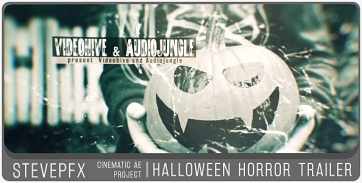 VIDEOHIVE & AUDIOJUNGLE
present Videohive and Audiojungle
STEVEPFX
CINEMATIC AE
PROJECT
HALLOWEEN HORROR TRAILER